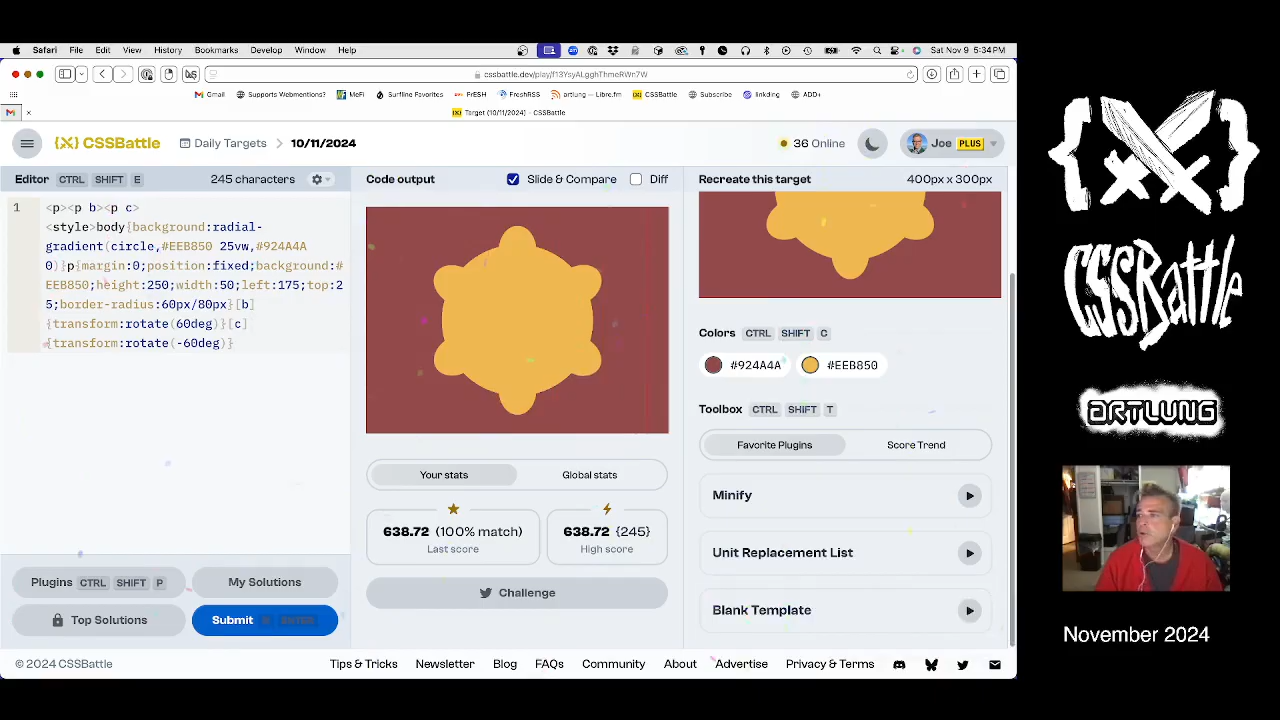 Safari File Edit View History Bookmarks Develop Window Help Sat Nov 9 5:34 PM
cssbattle.dev/play/f13YsyALgghThmeRWn7W
Gmail Supports Webmentions? MeFi Surfline Favorites FrESH FreshRSS artlung — Libre.fm CSSBattle Subscribe linkding ADD+
Target (10/11/2024) - CSSBattle
CSSBattle Daily Targets 10/11/2024 36 Online Joe PLUS
Editor CTRL SHIFT E 245 characters
Code output Slide & Compare Diff
Recreate this target 400px x 300px
1 <p><p b><p c>
<style>body{background:radial-
gradient(circle,#EEB850 25vw,#924A4A
0)}p{margin:0;position:fixed;background:#
EEB850;height:250;width:50;left:175;top:2
5;border-radius:60px/80px}[b]
{transform:rotate(60deg)}[c]
{transform:rotate(-60deg)}
Colors CTRL SHIFT C
#924A4A #EEB850
Toolbox CTRL SHIFT T
Favorite Plugins Score Trend
Minify
Unit Replacement List
Blank Template
Your stats Global stats
638.72 (100% match)
Last score
638.72 {245}
High score
Challenge
Plugins CTRL SHIFT P My Solutions
Top Solutions Submit ENTER
© 2024 CSSBattle Tips & Tricks Newsletter Blog FAQs Community About Advertise Privacy & Terms
CSSBattle
ARTLUNG
November 2024